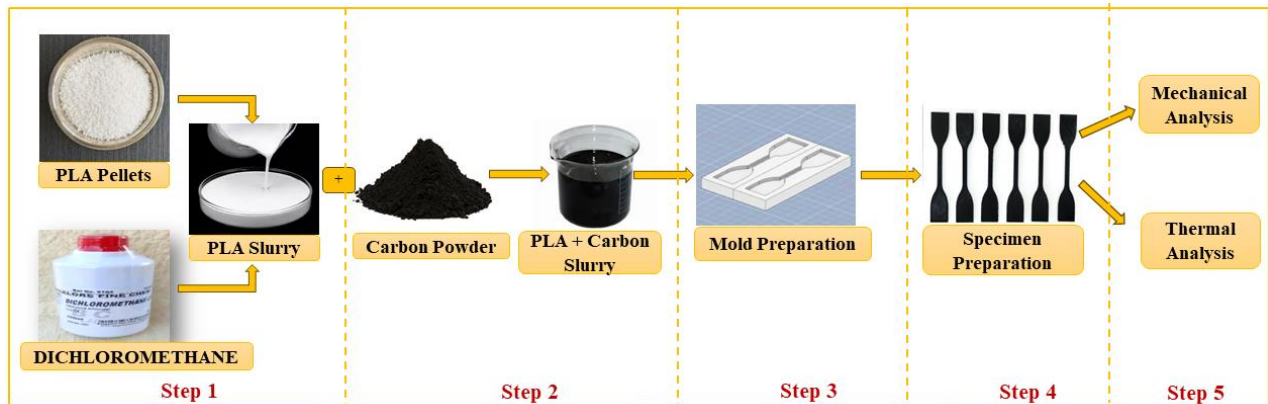 PLA Pellets
DICHLOROMETHANE
DICHLOROMETHANE
PLA Slurry
+
Step 1
Carbon Powder
PLA + Carbon
Slurry
Step 2
Mold Preparation
Step 3
Specimen
Preparation
Step 4
Mechanical
Analysis
Thermal
Analysis
Step 5